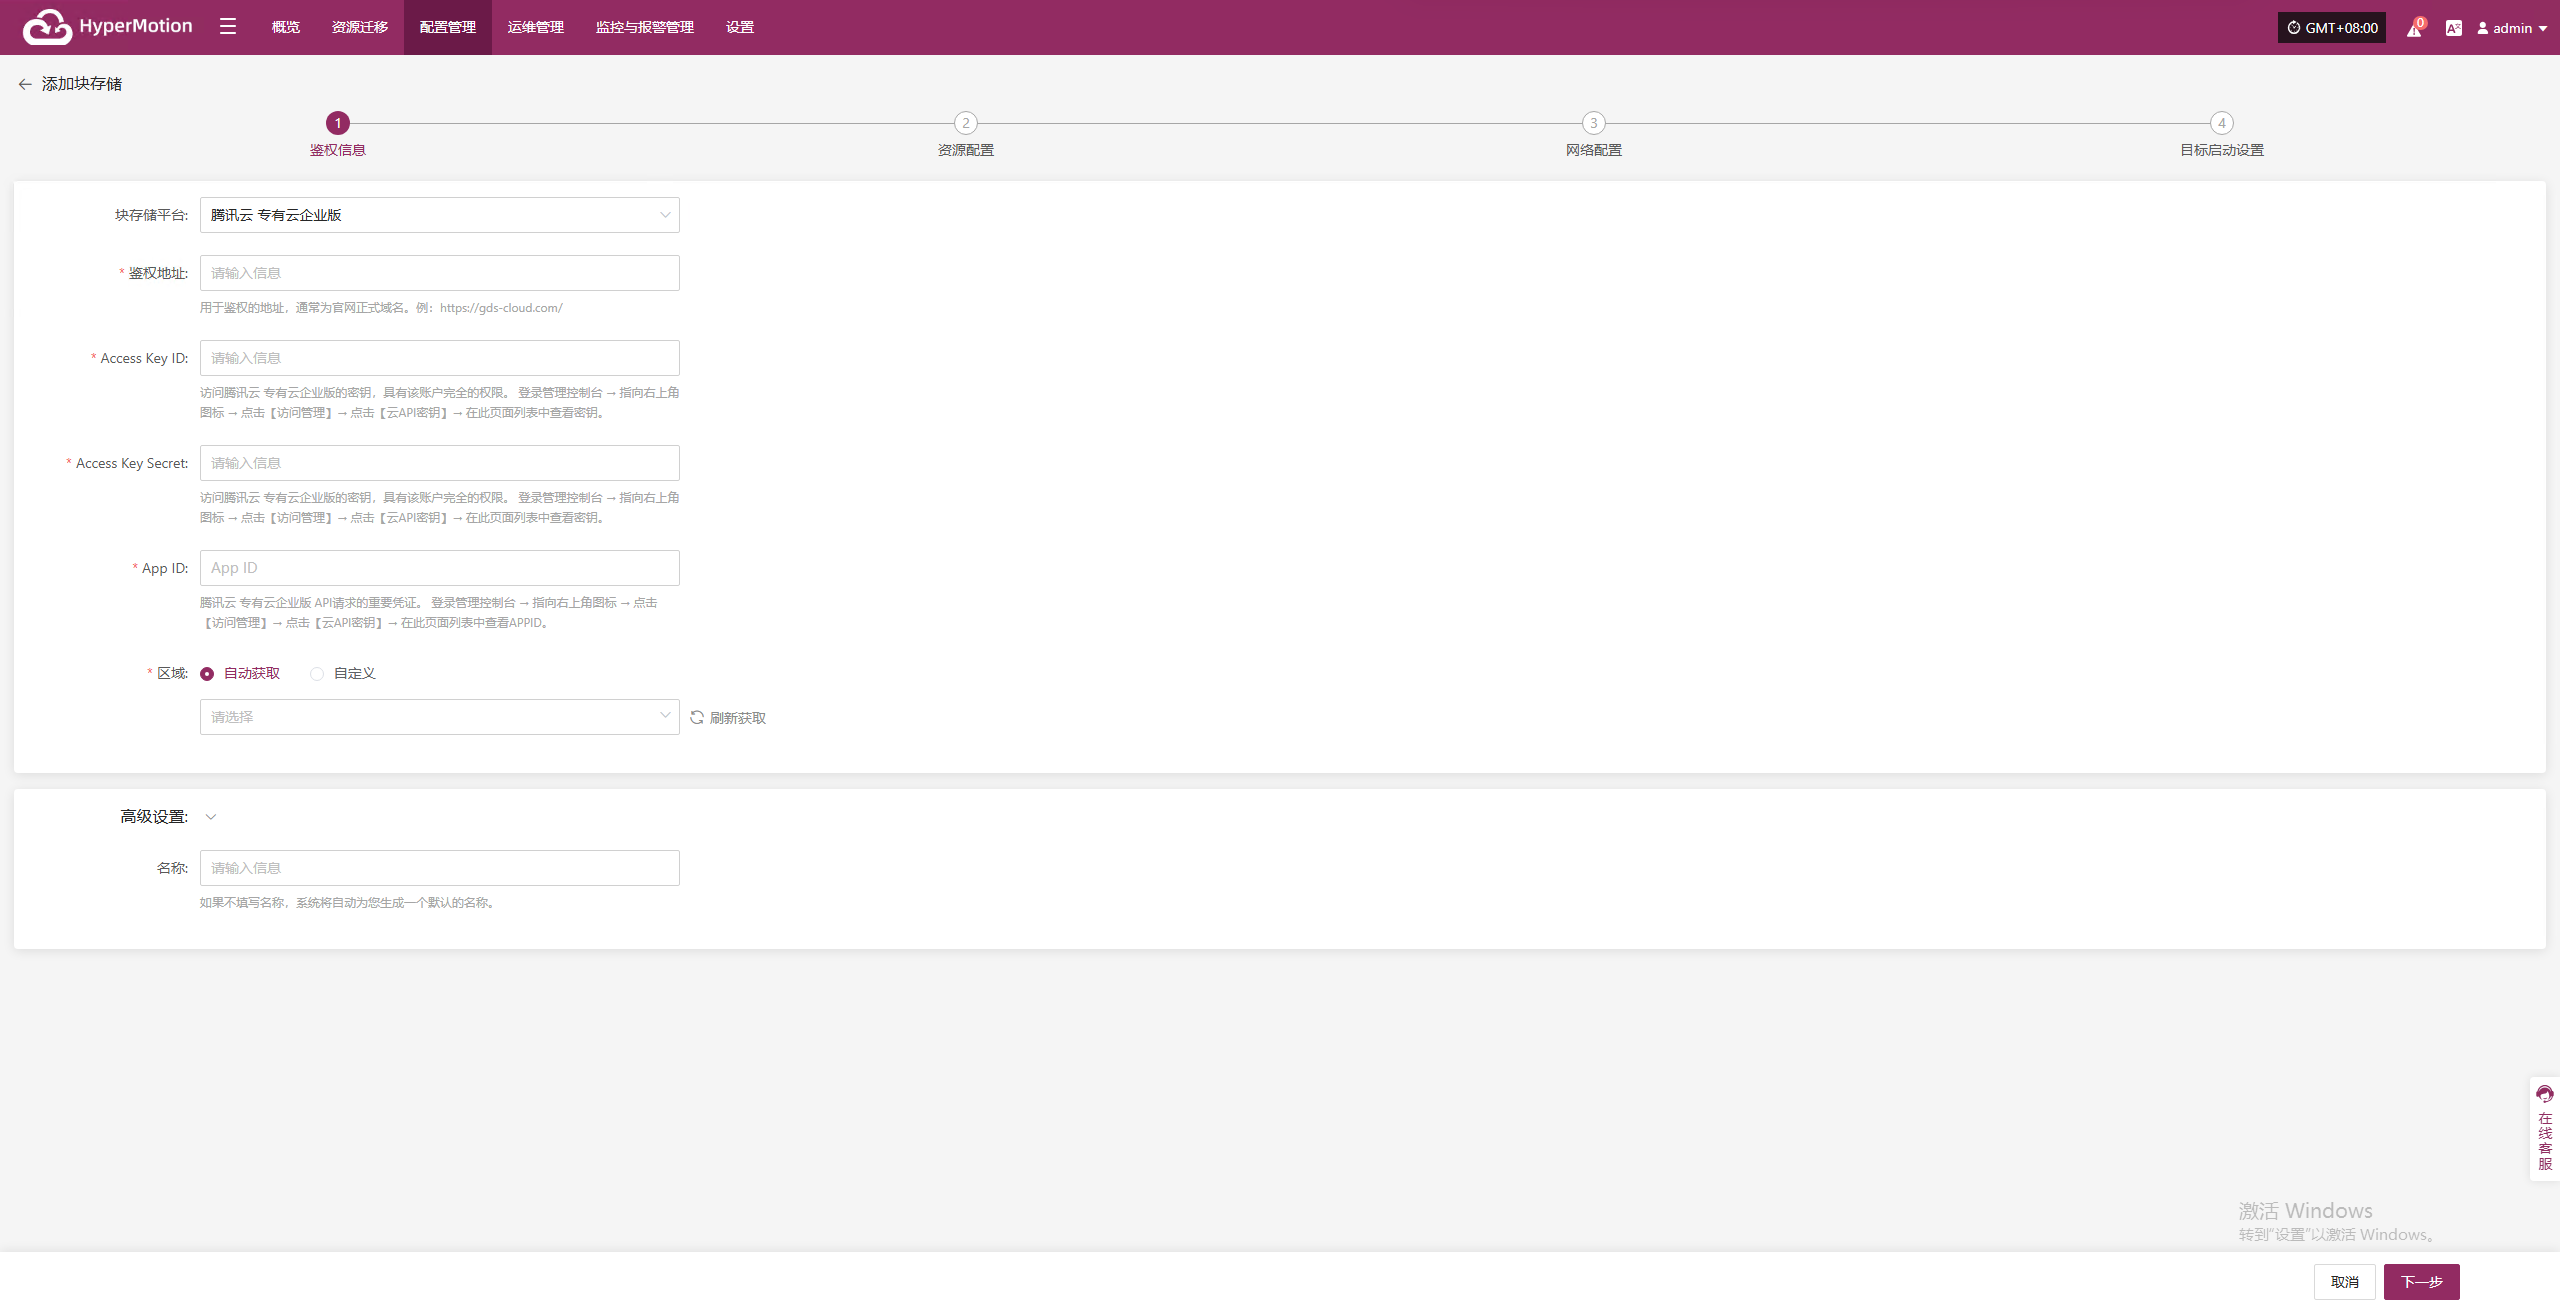 HyperMotion
概览
资源迁移
配置管理
运维管理
监控与报警管理
设置
GMT+08:00
0
admin
添加块存储
1
2
3
4
鉴权信息
资源配置
网络配置
目标启动设置
块存储平台:
腾讯云 专有云企业版
* 鉴权地址:
请输入信息
用于鉴权的地址，通常为官网正式域名。例：https://gds-cloud.com/
* Access Key ID:
请输入信息
访问腾讯云 专有云企业版的密钥，具有该账户完全的权限。 登录管理控制台 → 指向右上角
图标 → 点击【访问管理】→ 点击【云API密钥】→ 在此页面列表中查看密钥。
* Access Key Secret:
请输入信息
访问腾讯云 专有云企业版的密钥，具有该账户完全的权限。 登录管理控制台 → 指向右上角
图标 → 点击【访问管理】→ 点击【云API密钥】→ 在此页面列表中查看密钥。
* App ID:
App ID
腾讯云 专有云企业版 API请求的重要凭证。 登录管理控制台 → 指向右上角图标 → 点击
【访问管理】→ 点击【云API密钥】→ 在此页面列表中查看APPID。
* 区域:
自动获取
自定义
请选择
刷新获取
高级设置:
名称:
请输入信息
如果不填写名称，系统将自动为您生成一个默认的名称。
在线客服
激活 Windows
转到"设置"以激活 Windows。
取消
下一步